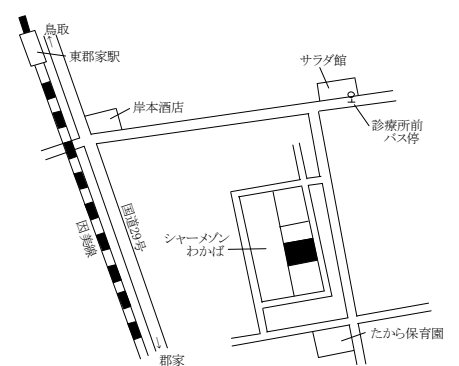 鳥取
東郡家駅
サラダ館
岸本酒店
診療所前
バス停
国道29号
因美線
シャーメゾン
わかば
たから保育園
郡家